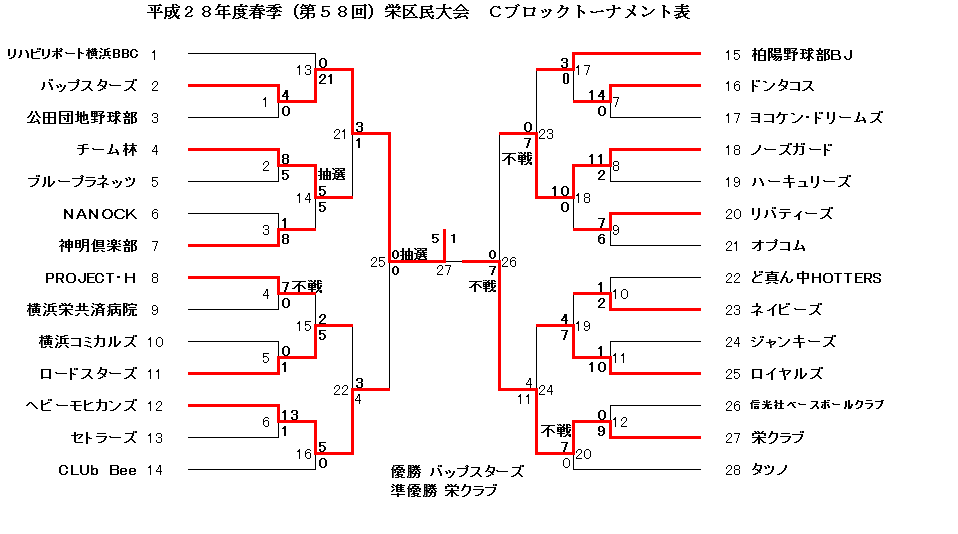 平成２８年度春季（第５８回）栄区民大会　Ｃブロックトーナメント表
リハビリポート横浜BBC 1
バップスターズ 2
公田団地野球部 3
チーム林 4
ブループラネッツ 5
ＮＡＮＯＣＫ 6
神明倶楽部 7
PROJECT・H 8
横浜栄共済病院 9
横浜コミカルズ 10
ロードスターズ 11
ヘビーモヒカンズ 12
セトラーズ 13
CLUb Bee 14
1 4 0
2 8 5
3 1 8
4 7不戦 0
5 0 1
6 13 1
13 0 21
14 抽選 5 5
15 2 5
16 5 0
21 3 1
22 3 4
25 0抽選 0
5 1
27
0 26
7
不戦
0 23
7
不戦
4 24
11
3 17
0
10 18
0
4 19
7
不戦
7 20
0
14 7
0
11 8
2
7 9
6
1 10
2
1 11
10
0 12
9
15 柏陽野球部ＢＪ
16 ドンタコス
17 ヨコケン・ドリームズ
18 ノーズガード
19 ハーキュリーズ
20 リバティーズ
21 オプコム
22 ど真ん中HOTTERS
23 ネイビーズ
24 ジャンキーズ
25 ロイヤルズ
26 信光社ベースボールクラブ
27 栄クラブ
28 タツノ
優勝 バップスターズ
準優勝 栄クラブ